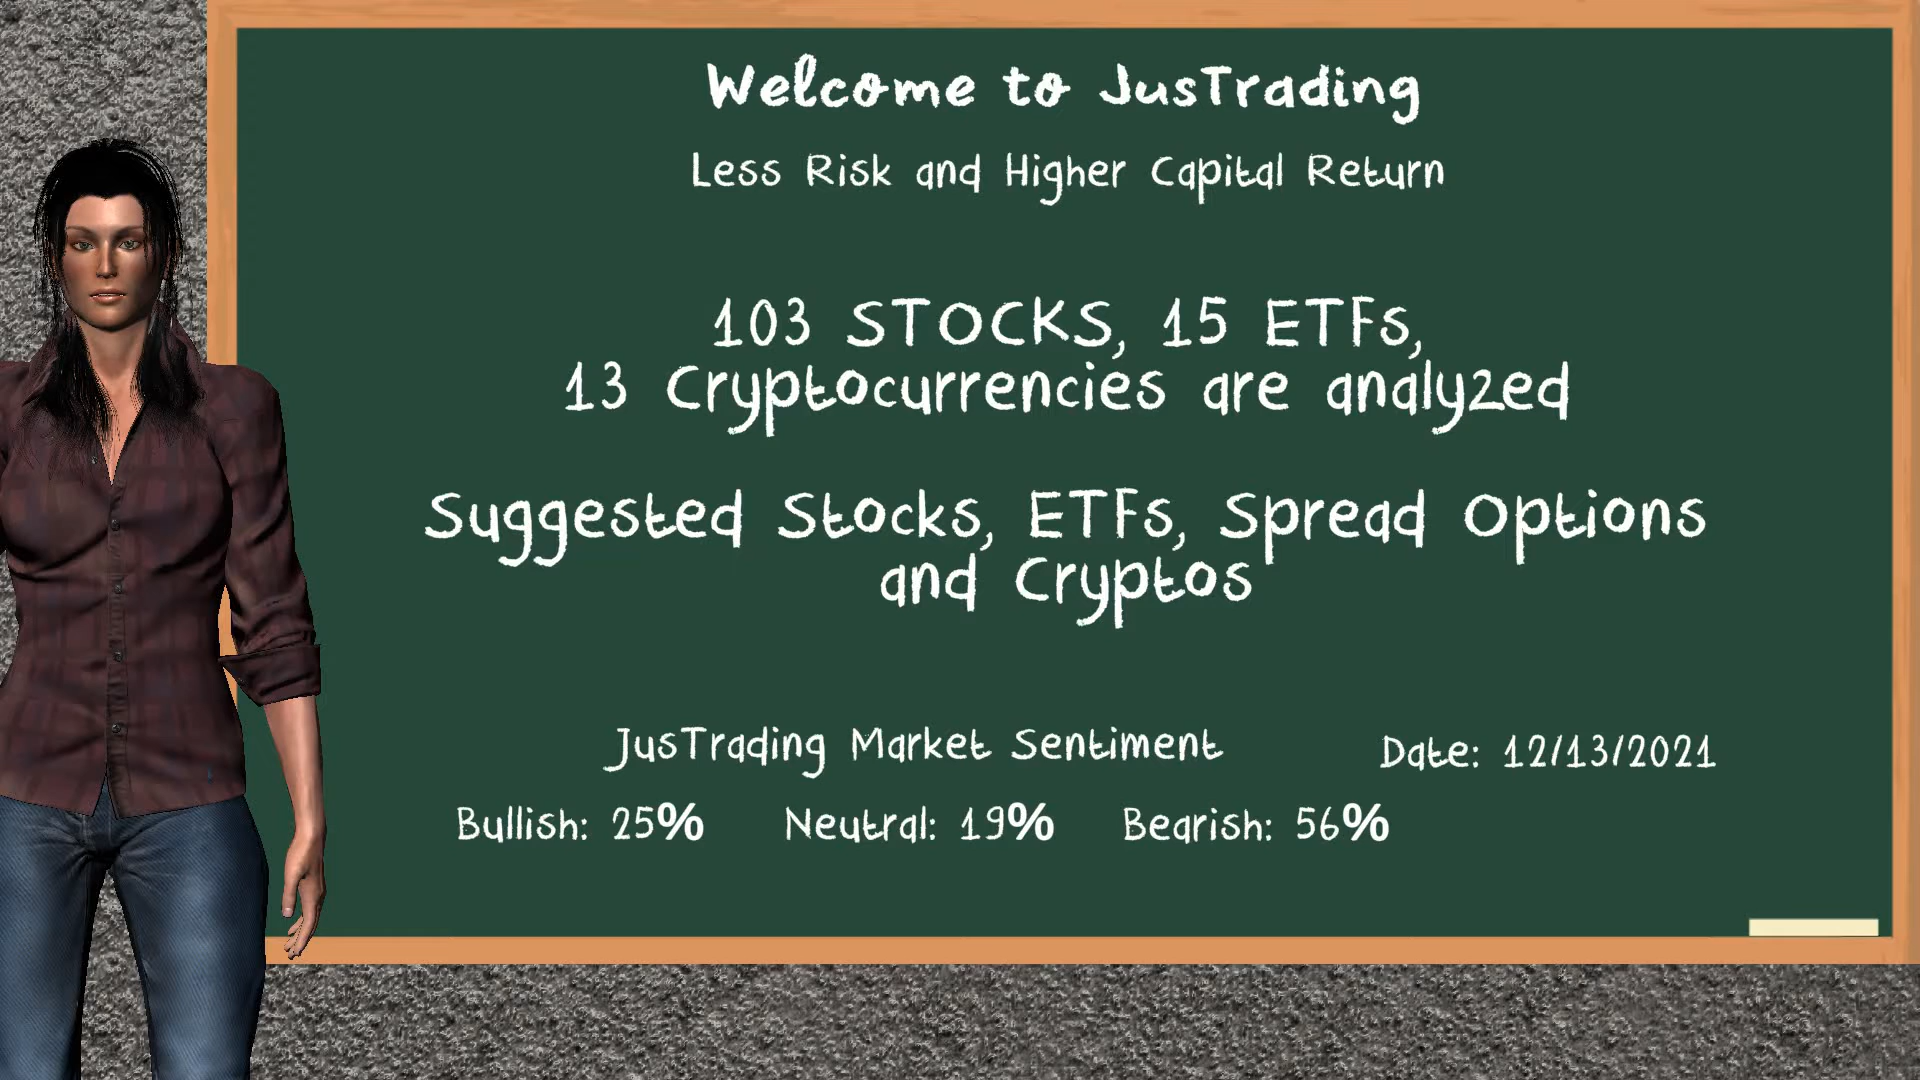 Welcome to JusTrading
Less Risk and Higher Capital Return
103 STOCKS, 15 ETFs,
13 Cryptocurrencies are analyzed
Suggested Stocks, ETFs, Spread Options
and Cryptos
JusTrading Market Sentiment
Date: 12/13/2021
Bullish: 25% Neutral: 19% Bearish: 56%